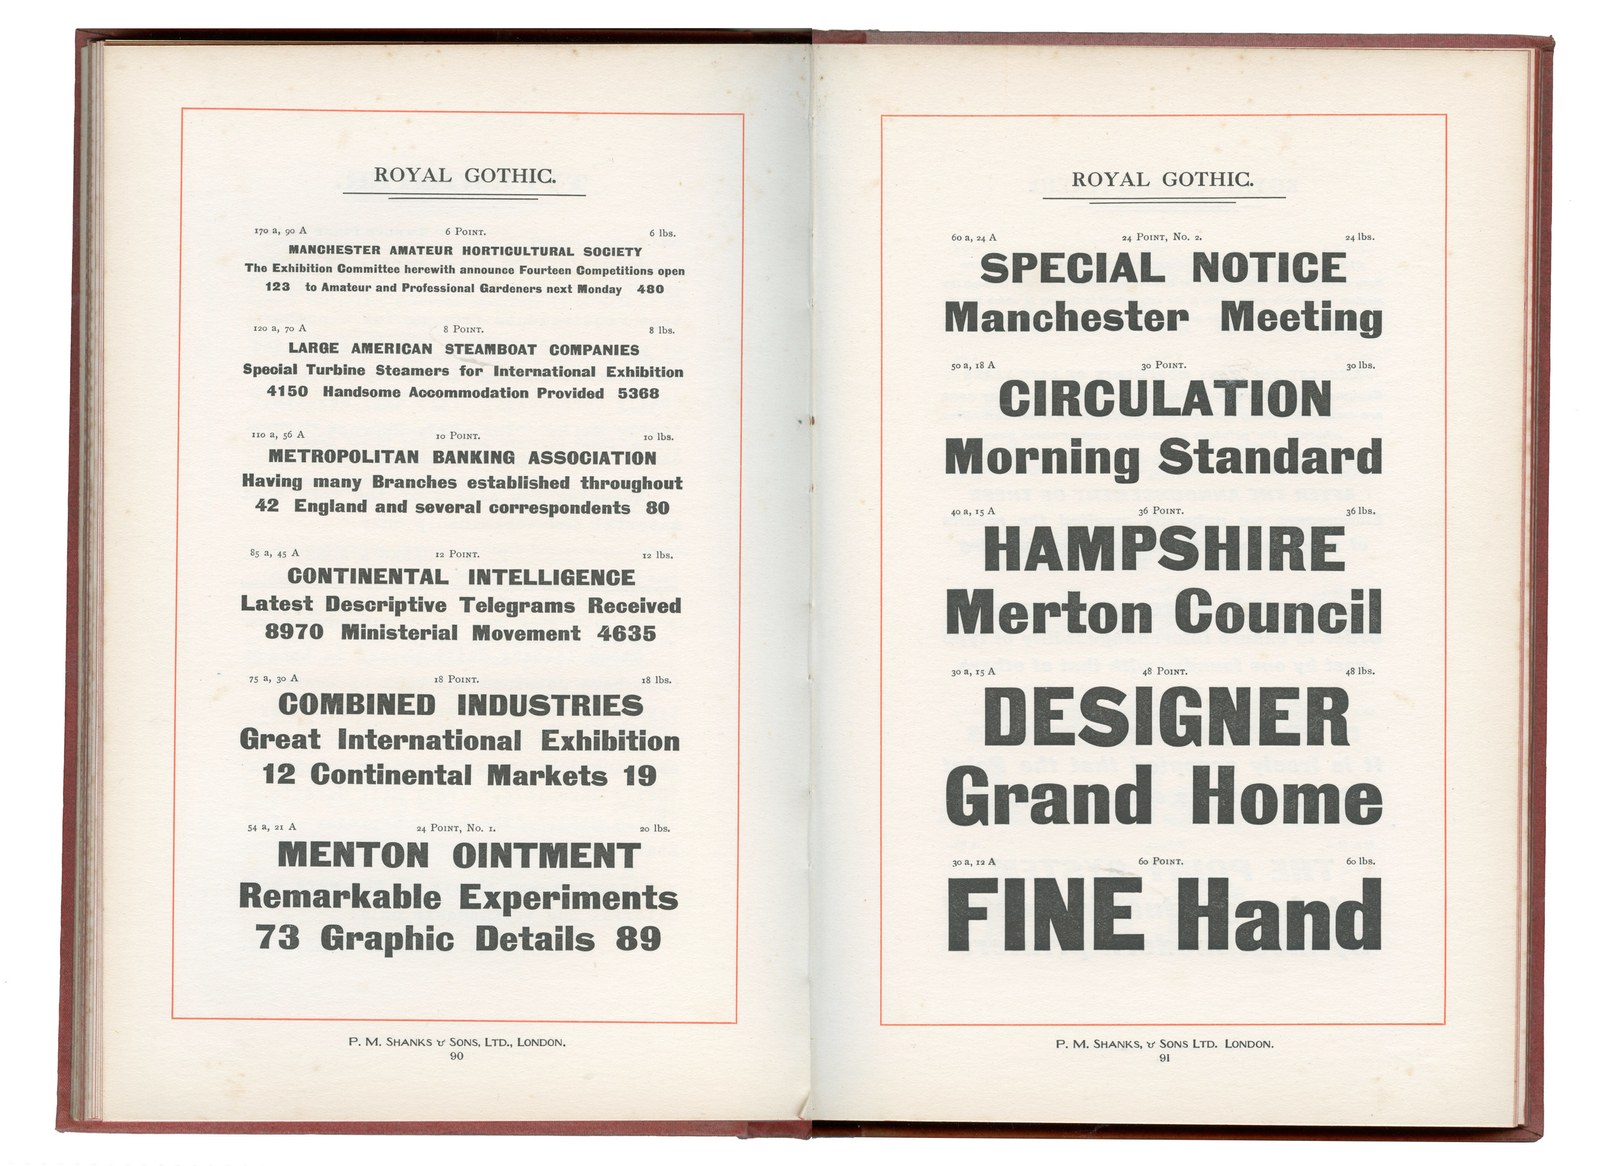 ROYAL GOTHIC.
170 a, 90 A 6 POINT. 6 lbs.
MANCHESTER AMATEUR HORTICULTURAL SOCIETY
The Exhibition Committee herewith announce Fourteen Competitions open
123 to Amateur and Professional Gardeners next Monday 480
120 a, 70 A 8 POINT. 8 lbs.
LARGE AMERICAN STEAMBOAT COMPANIES
Special Turbine Steamers for International Exhibition
4150 Handsome Accommodation Provided 5368
110 a, 56 A 10 POINT. 10 lbs.
METROPOLITAN BANKING ASSOCIATION
Having many Branches established throughout
42 England and several correspondents 80
85 a, 45 A 12 POINT. 12 lbs.
CONTINENTAL INTELLIGENCE
Latest Descriptive Telegrams Received
8970 Ministerial Movement 4635
75 a, 30 A 18 POINT. 18 lbs.
COMBINED INDUSTRIES
Great International Exhibition
12 Continental Markets 19
54 a, 21 A 24 POINT, No. 1. 20 lbs.
MENTON OINTMENT
Remarkable Experiments
73 Graphic Details 89
P. M. SHANKS & SONS, LTD., LONDON.
90
ROYAL GOTHIC.
60 a, 24 A 24 POINT, No. 2. 24 lbs.
SPECIAL NOTICE
Manchester Meeting
50 a, 18 A 30 POINT. 30 lbs.
CIRCULATION
Morning Standard
40 a, 15 A 36 POINT. 36 lbs.
HAMPSHIRE
Merton Council
30 a, 15 A 48 POINT. 48 lbs.
DESIGNER
Grand Home
30 a, 12 A 60 POINT. 60 lbs.
FINE Hand
P. M. SHANKS, & SONS LTD. LONDON.
91